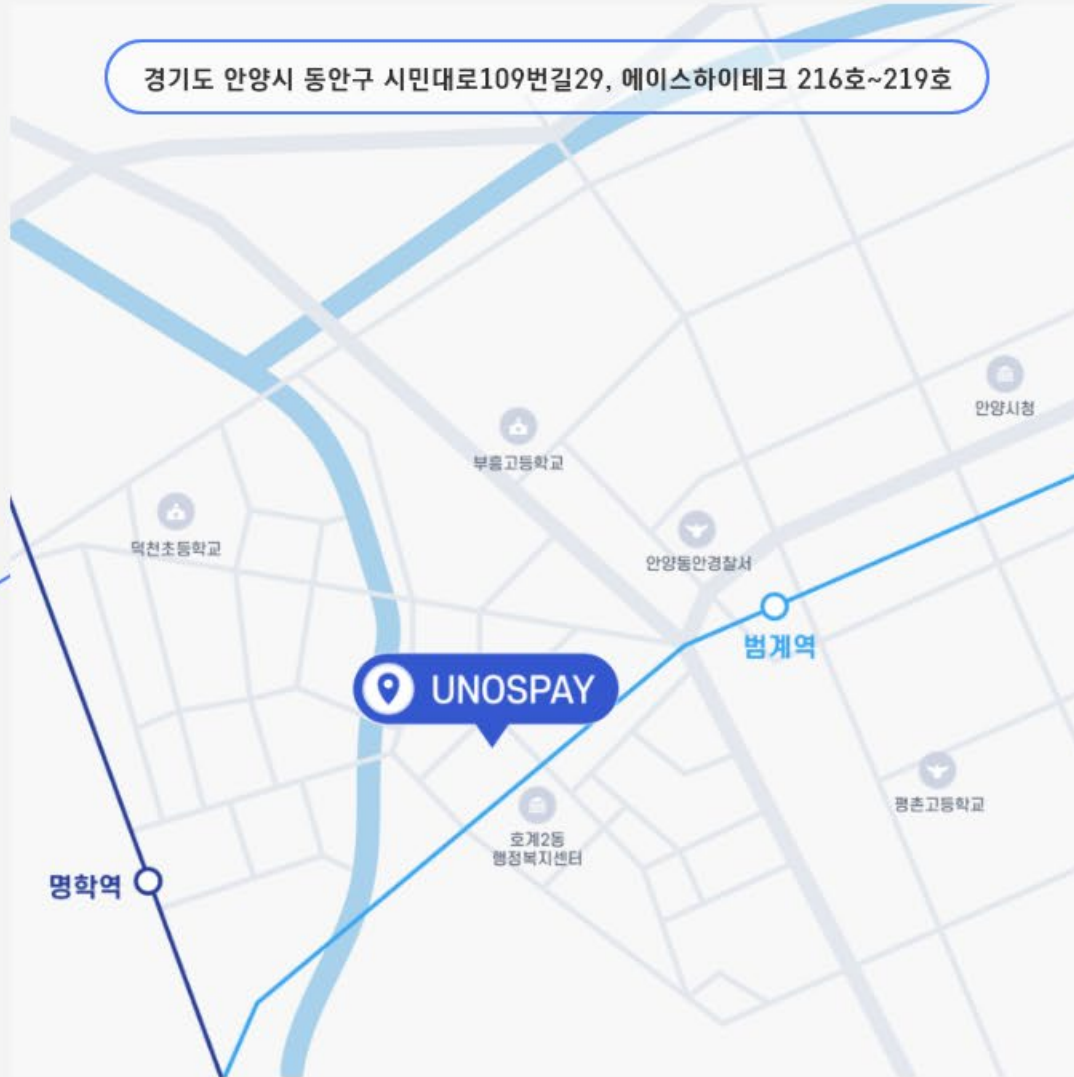 경기도 안양시 동안구 시민대로109번길29, 에이스하이테크 216호~219호
안양시청
부흥고등학교
덕천초등학교
안양동안경찰서
범계역
UNOSPAY
평촌고등학교
호계2동
행정복지센터
명학역